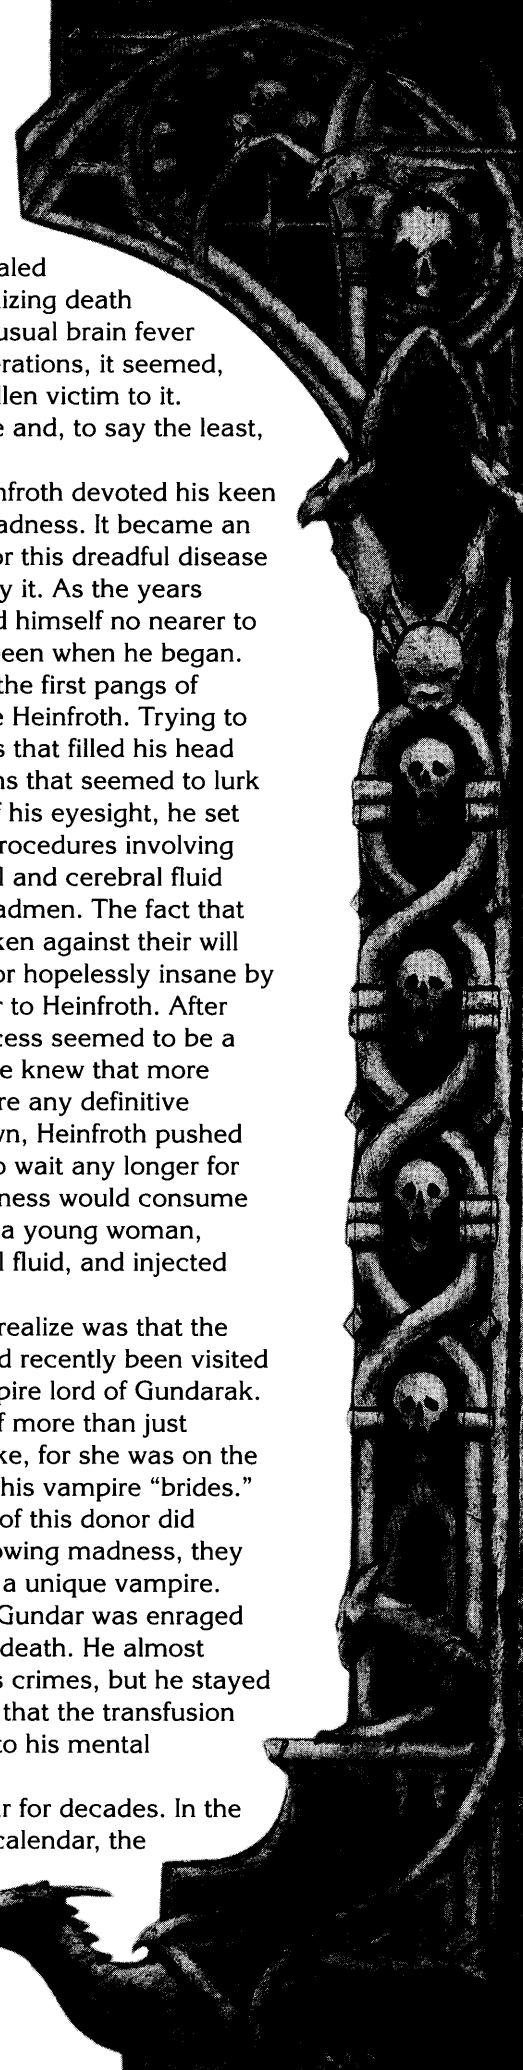 aled
izing death
usual brain fever
rations, it seemed,
llen victim to it.
e and, to say the least,
nfroth devoted his keen
adness. It became an
or this dreadful disease
y it. As the years
d himself no nearer to
een when he began.
the first pangs of
e Heinfroth. Trying to
s that filled his head
ns that seemed to lurk
f his eyesight, he set
rocedures involving
l and cerebral fluid
admen. The fact that
ken against their will
or hopelessly insane by
r to Heinfroth. After
cess seemed to be a
e knew that more
re any definitive
vn, Heinfroth pushed
o wait any longer for
ness would consume
a young woman,
l fluid, and injected
realize was that the
d recently been visited
pire lord of Gundarak.
f more than just
ke, for she was on the
his vampire “brides.”
of this donor did
owing madness, they
a unique vampire.
Gundar was enraged
death. He almost
s crimes, but he stayed
that the transfusion
to his mental
r for decades. In the
calendar, the